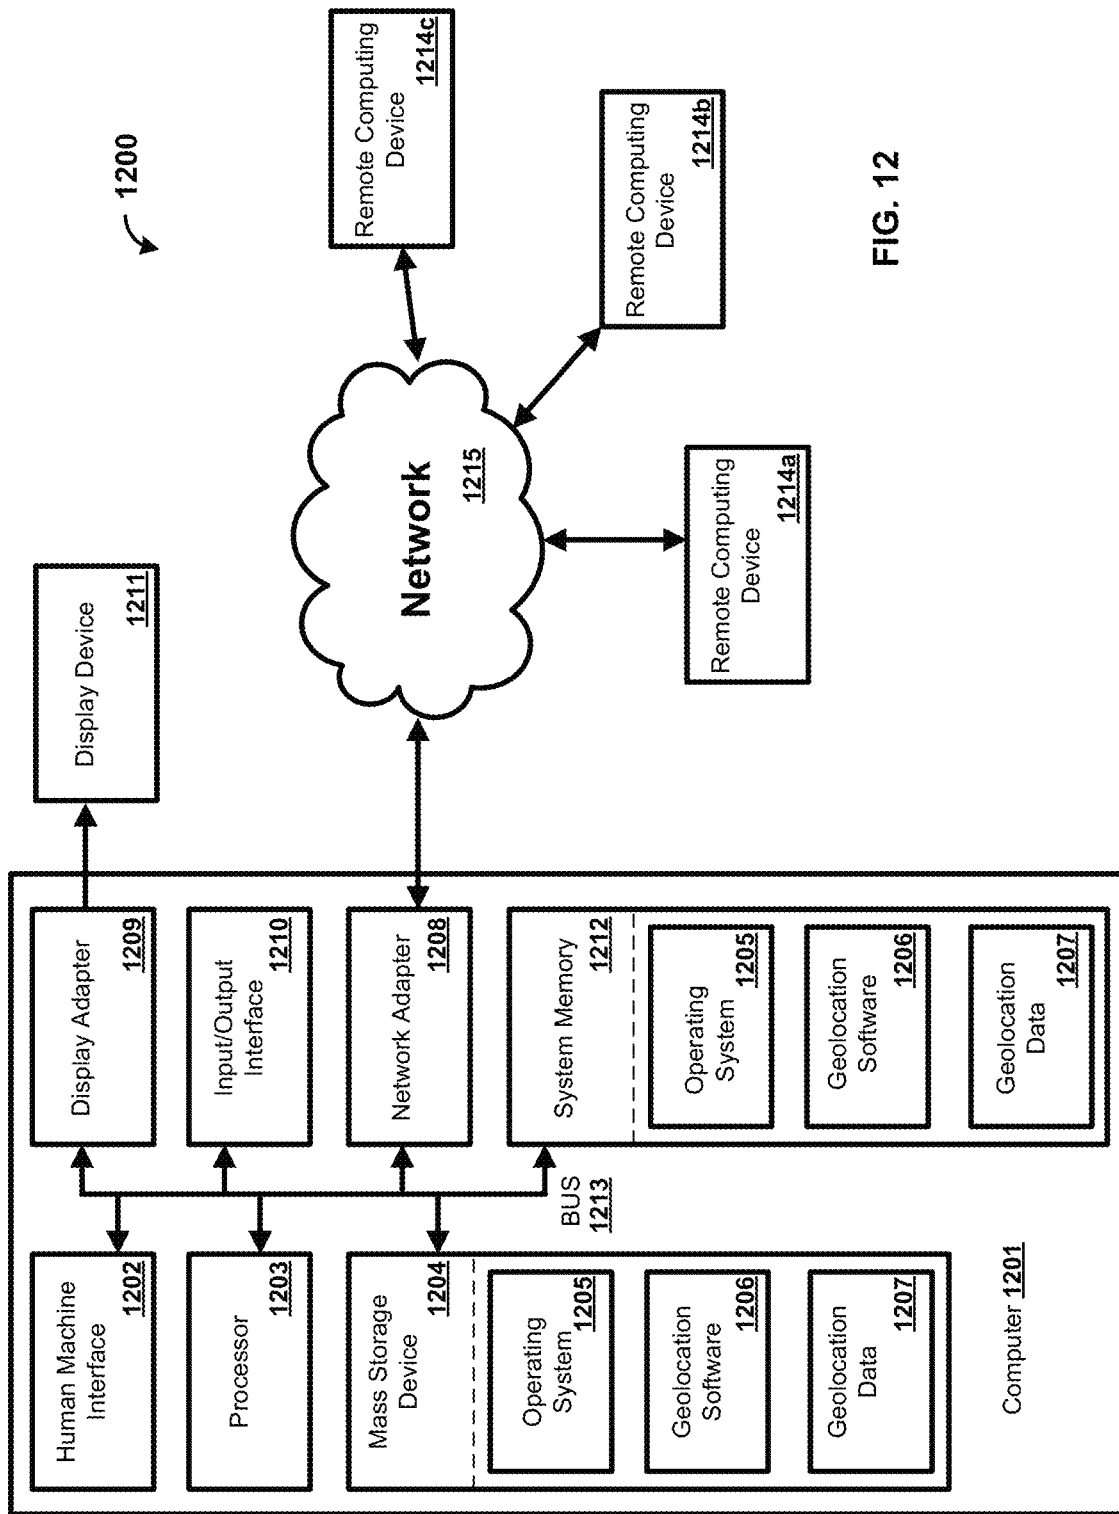 1200
Human Machine
Interface
1202
Display Adapter
1209
Display Device
1211
Processor
1203
Input/Output
Interface
1210
Mass Storage
Device
1204
Network Adapter
1208
Network
1215
Remote Computing
Device
1214c
BUS
1213
System Memory
1212
Operating
System
1205
Geolocation
Software
1206
Geolocation
Data
1207
Operating
System
1205
Geolocation
Software
1206
Geolocation
Data
1207
Remote Computing
Device
1214b
Remote Computing
Device
1214a
Computer 1201
FIG. 12